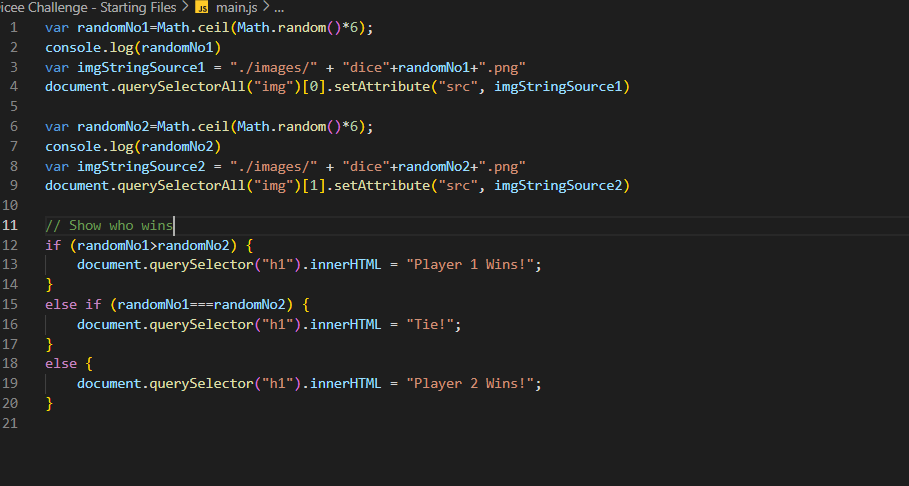 icee Challenge - Starting Files > JS main.js > ...
1 var randomNo1=Math.ceil(Math.random()*6);
2 console.log(randomNo1)
3 var imgStringSource1 = "./images/" + "dice"+randomNo1+".png"
4 document.querySelectorAll("img")[0].setAttribute("src", imgStringSource1)
5
6 var randomNo2=Math.ceil(Math.random()*6);
7 console.log(randomNo2)
8 var imgStringSource2 = "./images/" + "dice"+randomNo2+".png"
9 document.querySelectorAll("img")[1].setAttribute("src", imgStringSource2)
10
11 // Show who wins
12 if (randomNo1>randomNo2) {
13     document.querySelector("h1").innerHTML = "Player 1 Wins!";
14 }
15 else if (randomNo1===randomNo2) {
16     document.querySelector("h1").innerHTML = "Tie!";
17 }
18 else {
19     document.querySelector("h1").innerHTML = "Player 2 Wins!";
20 }
21